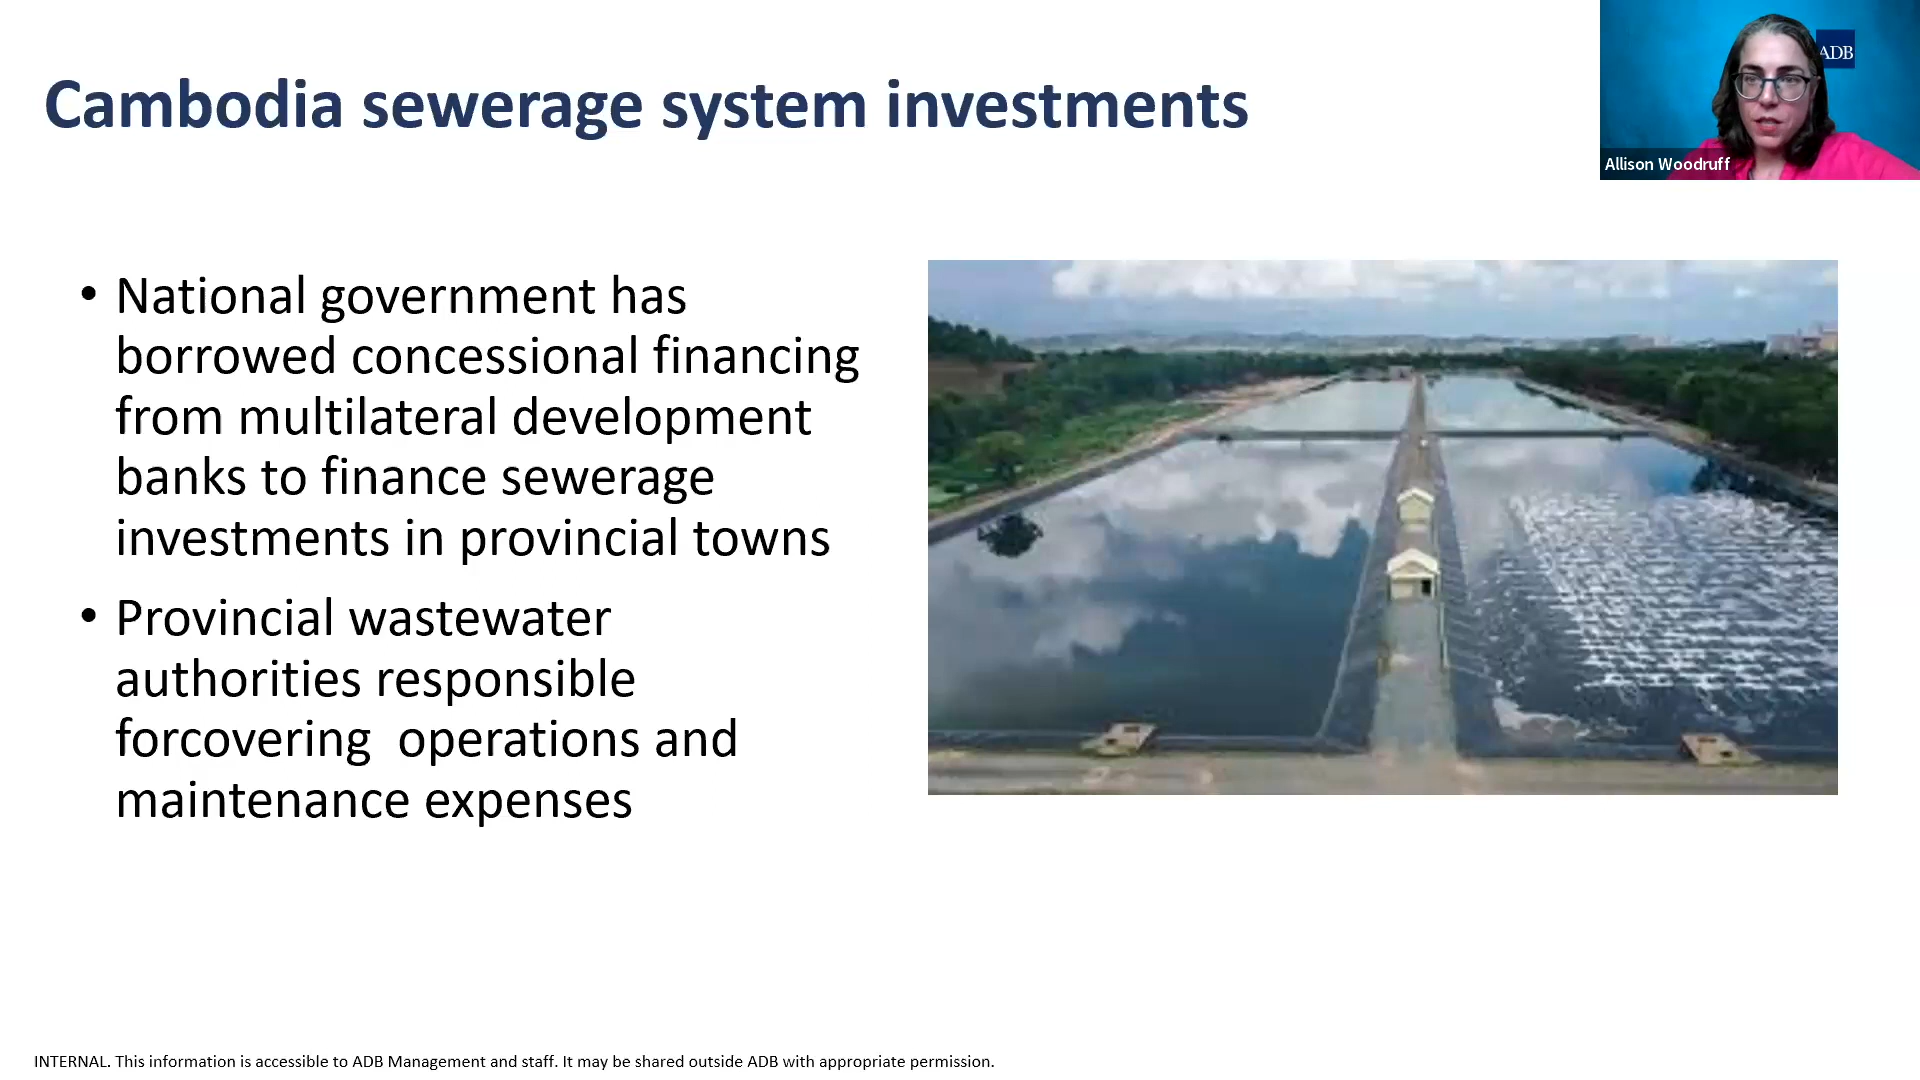 Cambodia sewerage system investments
ADB
Allison Woodruff
• National government has
borrowed concessional financing
from multilateral development
banks to finance sewerage
investments in provincial towns
• Provincial wastewater
authorities responsible
forcovering  operations and
maintenance expenses
INTERNAL. This information is accessible to ADB Management and staff. It may be shared outside ADB with appropriate permission.